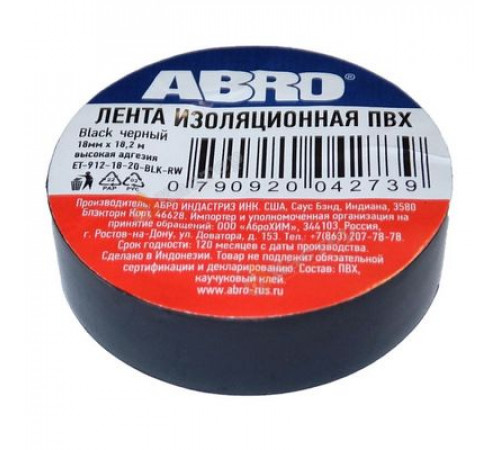 ABRO®
ЛЕНТА ИЗОЛЯЦИОННАЯ ПВХ
Black черный
18мм х 18,2 м
высокая адгезия
ET-912-18-20-BLK-RW
PAP РУС
0 790920 042739
Производитель: АБРО ИНДАСТРИЗ ИНК. США, Саус Бэнд, Индиана, 3580
Блэкторн Корт, 46628. Импортер и уполномоченная организация на
принятие обращений: ООО «АброХИМ», 344103, Россия,
г. Ростов-на-Дону, ул. Доватора, д. 153. Тел.: +7(863) 207-78-78.
Срок годности: 120 месяцев с даты производства.
Сделано в Индонезии. Товар не подлежит обязательной
сертификации и декларированию. Состав: ПВХ,
каучуковый клей.
www.abro-rus.ru